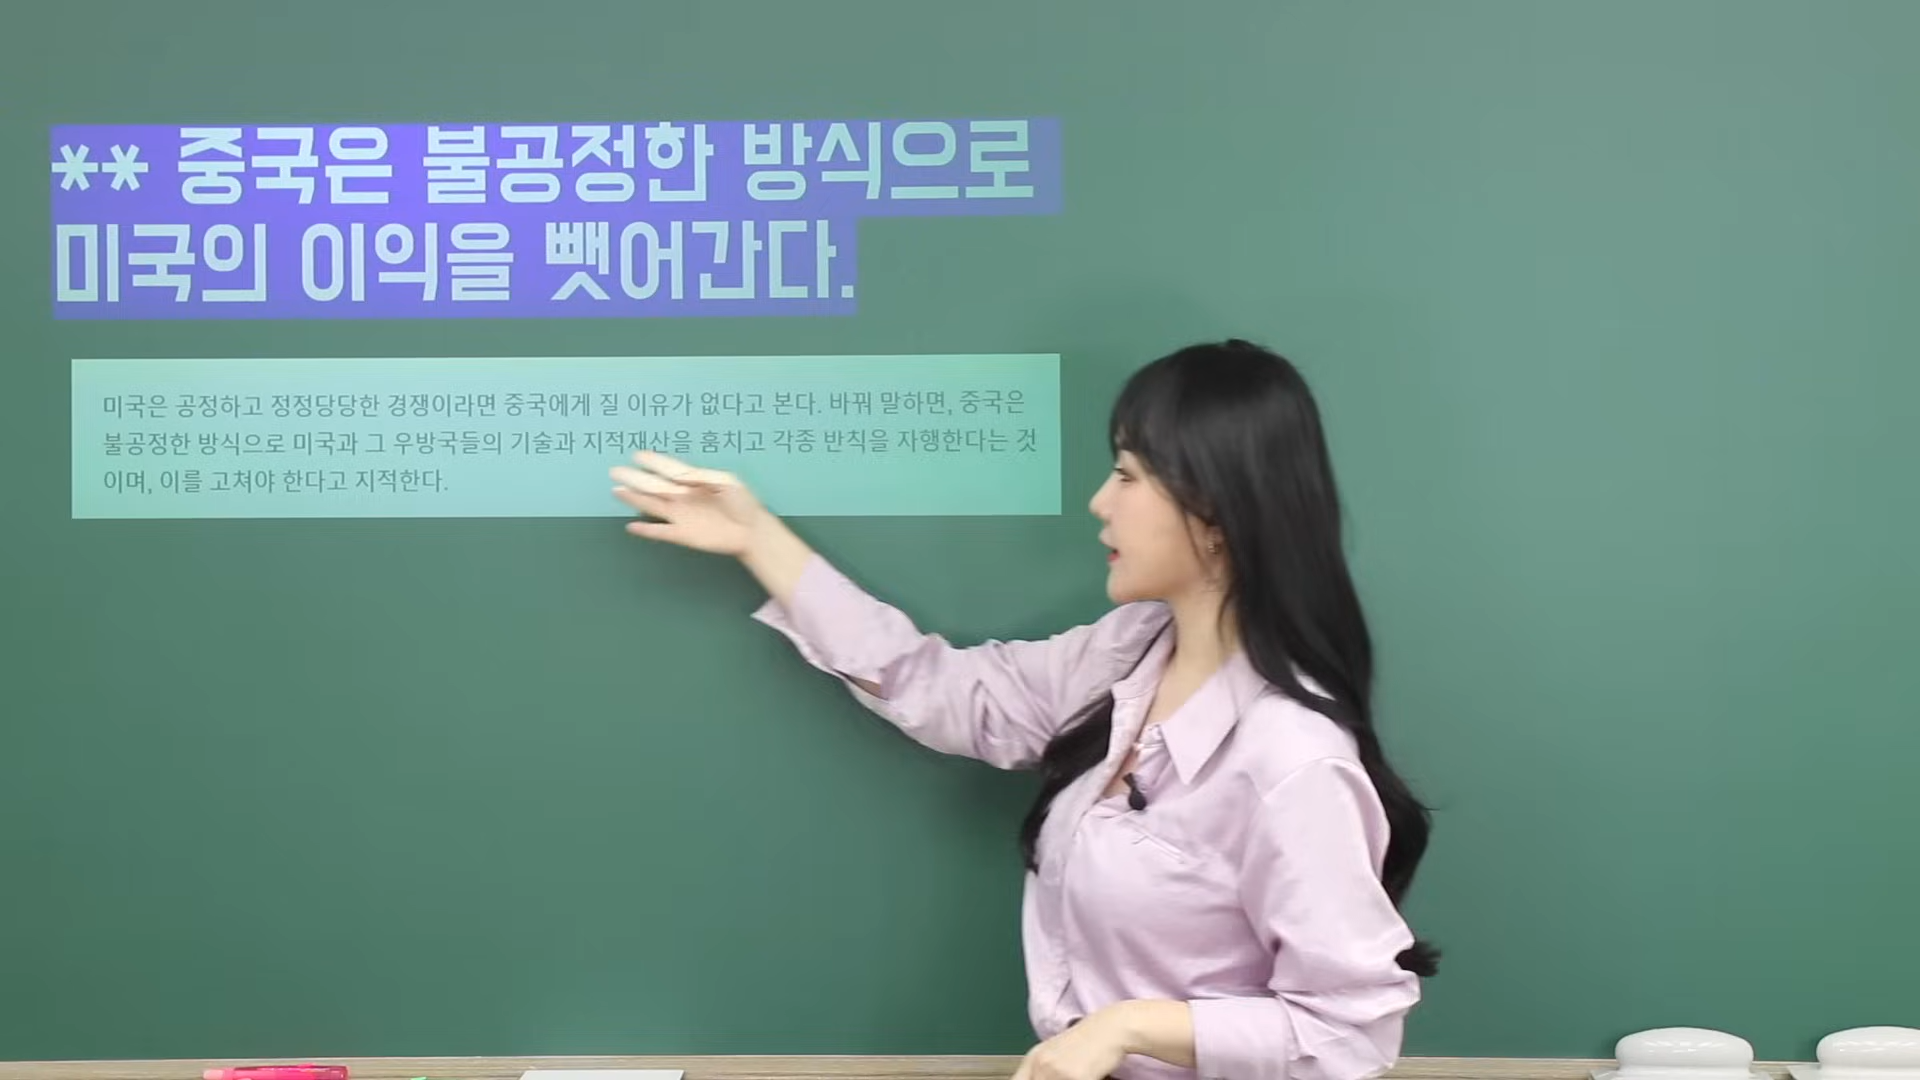 ** 중국은 불공정한 방식으로
미국의 이익을 뺏어간다.
미국은 공정하고 정정당당한 경쟁이라면 중국에게 질 이유가 없다고 본다. 바꿔 말하면, 중국은
불공정한 방식으로 미국과 그 우방국들의 기술과 지적재산을 훔치고 각종 반칙을 자행한다는 것
이며, 이를 고쳐야 한다고 지적한다.